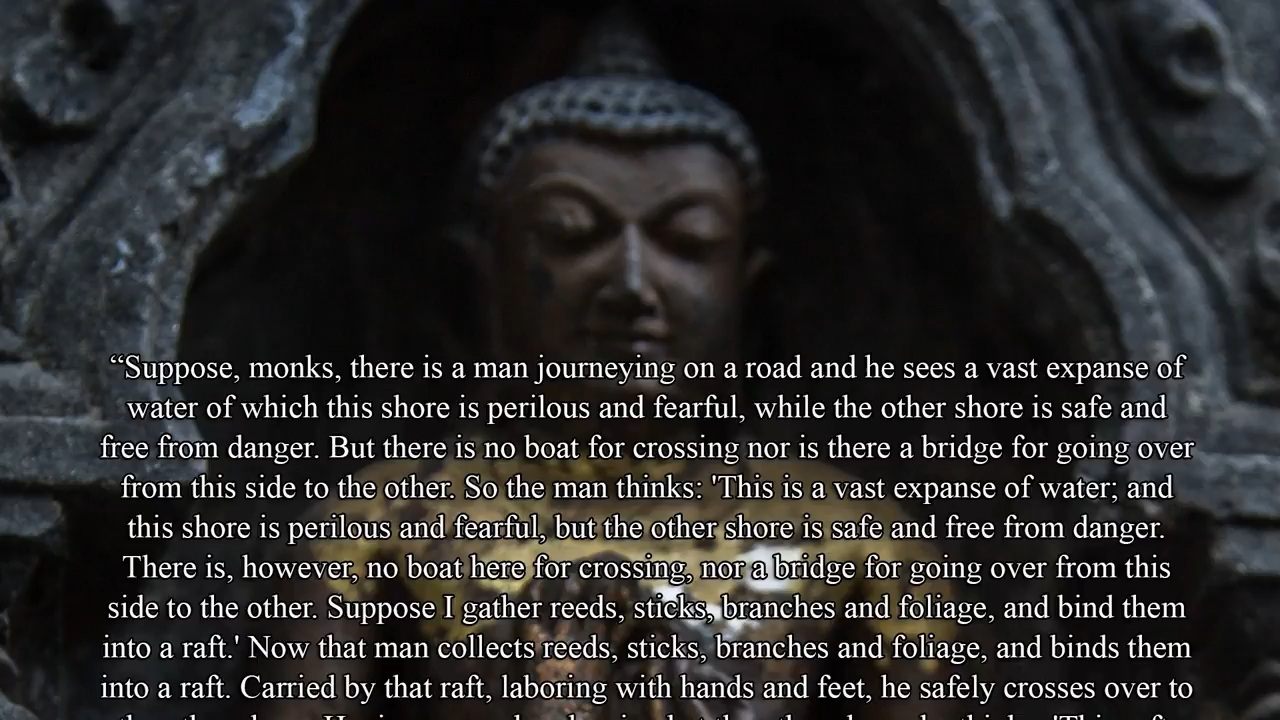 “Suppose, monks, there is a man journeying on a road and he sees a vast expanse of
water of which this shore is perilous and fearful, while the other shore is safe and
free from danger. But there is no boat for crossing nor is there a bridge for going over
from this side to the other. So the man thinks: 'This is a vast expanse of water; and
this shore is perilous and fearful, but the other shore is safe and free from danger.
There is, however, no boat here for crossing, nor a bridge for going over from this
side to the other. Suppose I gather reeds, sticks, branches and foliage, and bind them
into a raft.' Now that man collects reeds, sticks, branches and foliage, and binds them
into a raft. Carried by that raft, laboring with hands and feet, he safely crosses over to